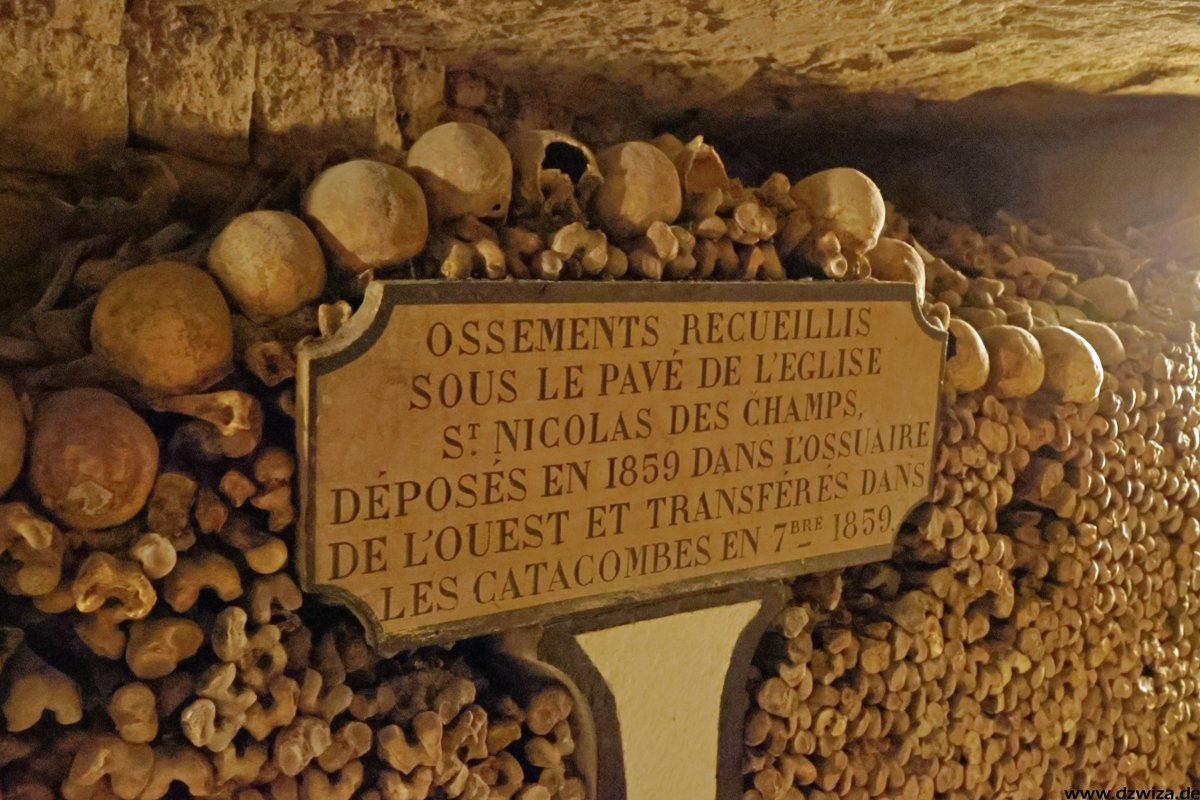 OSSEMENTS RECUEILLIS
SOUS LE PAVÉ DE L'EGLISE
ST. NICOLAS DES CHAMPS,
DÉPOSÉS EN 1859 DANS L'OSSUAIRE
DE L'OUEST ET TRANSFÉRÉS DANS
LES CATACOMBES EN 7BRE 1859.
www.dzwiza.de